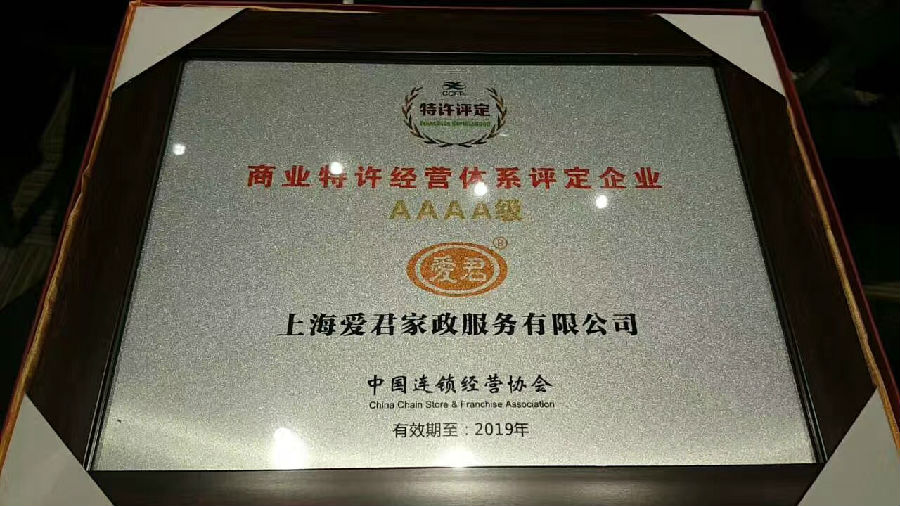 特许评定
商业特许经营体系评定企业
AAAA级
爱君®
上海爱君家政服务有限公司
中国连锁经营协会
China Chain Store & Franchise Association
有效期至：2019年